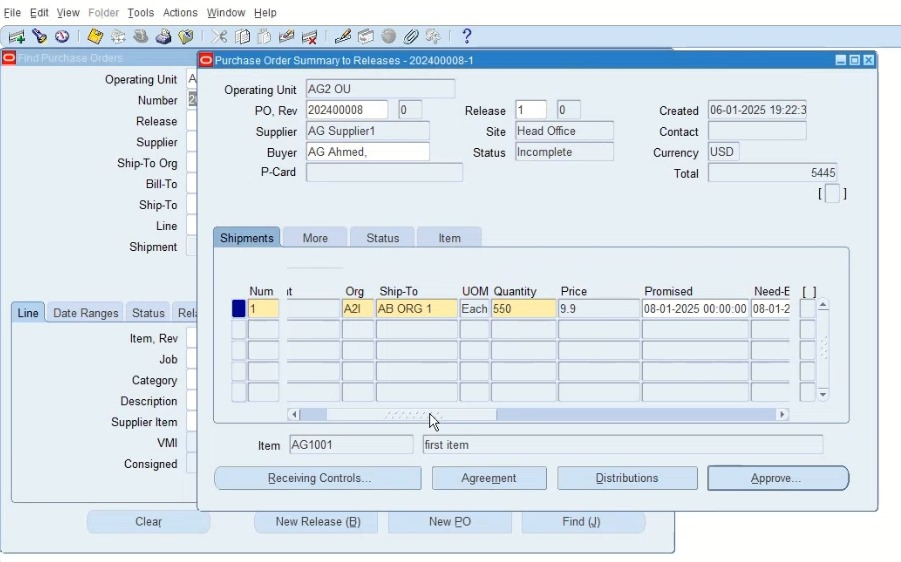 File Edit View Folder Tools Actions Window Help
Find Purchase Orders
Operating Unit A
Number 2
Release
Supplier
Ship-To Org
Bill-To
Ship-To
Line
Shipment
Line Date Ranges Status Rel
Item, Rev
Job
Category
Description
Supplier Item
VMI
Consigned
Clear New Release (B) New PO Find (J)
Purchase Order Summary to Releases - 202400008-1
Operating Unit AG2 OU
PO, Rev 202400008 0 Release 1 0 Created 06-01-2025 19:22:3
Supplier AG Supplier1 Site Head Office Contact
Buyer AG Ahmed, Status Incomplete Currency USD
P-Card Total 5445
[ ]
Shipments More Status Item
Num Org Ship-To UOM Quantity Price Promised Need-B [ ]
1 A2I AB ORG 1 Each 550 9.9 08-01-2025 00:00:00 08-01-2
Item AG1001 first item
Receiving Controls... Agreement Distributions Approve...